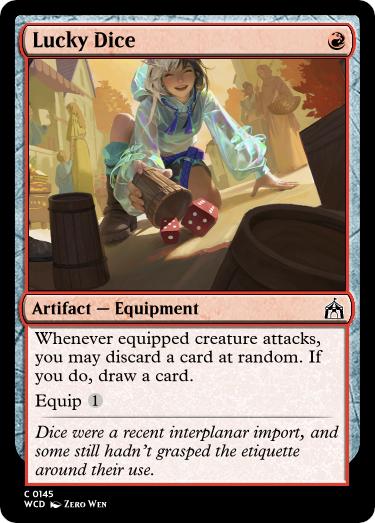 Lucky Dice
Artifact — Equipment
Whenever equipped creature attacks,
you may discard a card at random. If
you do, draw a card.
Equip 1
Dice were a recent interplanar import, and
some still hadn't grasped the etiquette
around their use.
C 0145
WCD Zero Wen